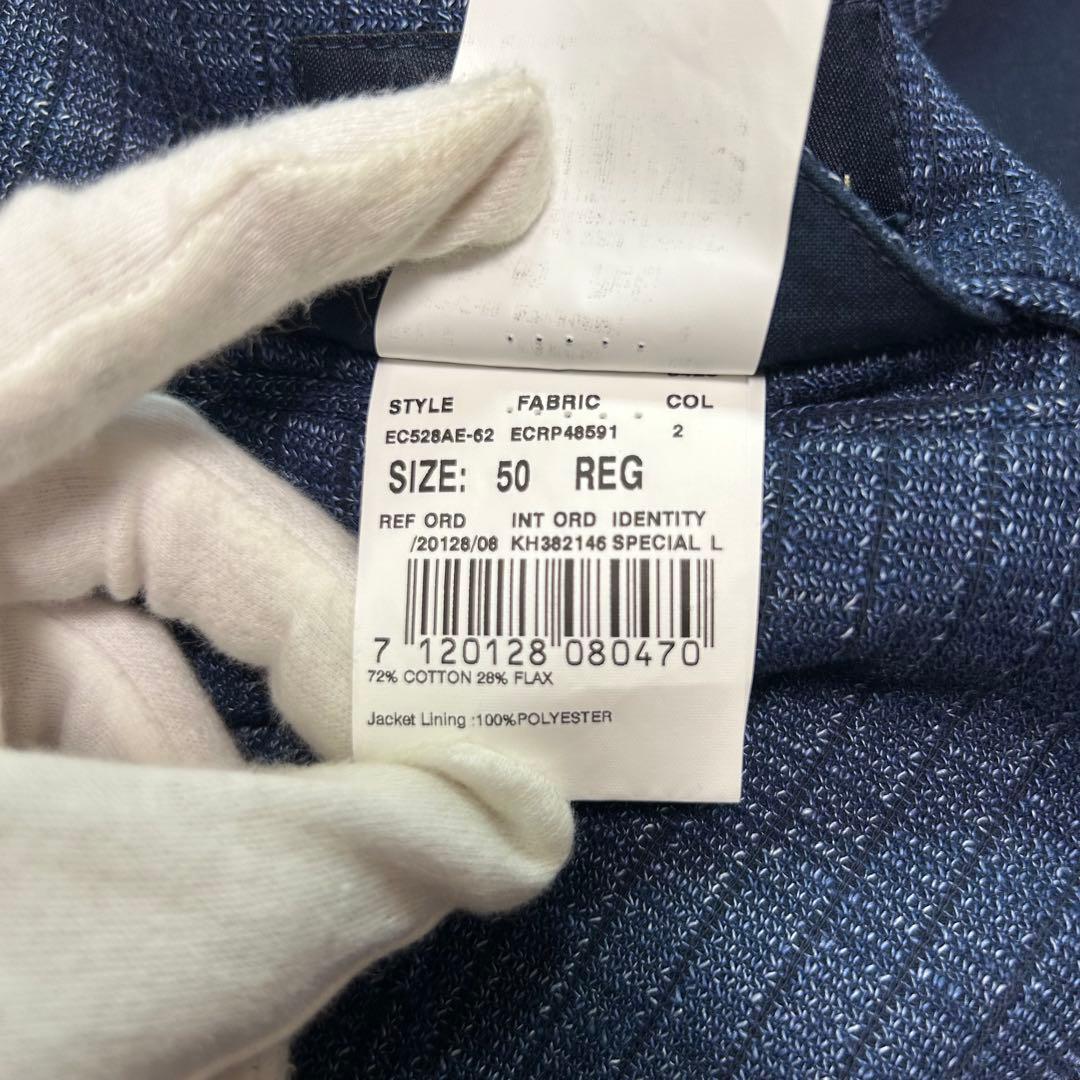 STYLE FABRIC COL
EC528AE-62 ECRP48591 2
SIZE: 50 REG
REF ORD INT ORD IDENTITY
/20128/08 KH382146 SPECIAL L
7 120128 080470
72% COTTON 28% FLAX
Jacket Lining :100%POLYESTER